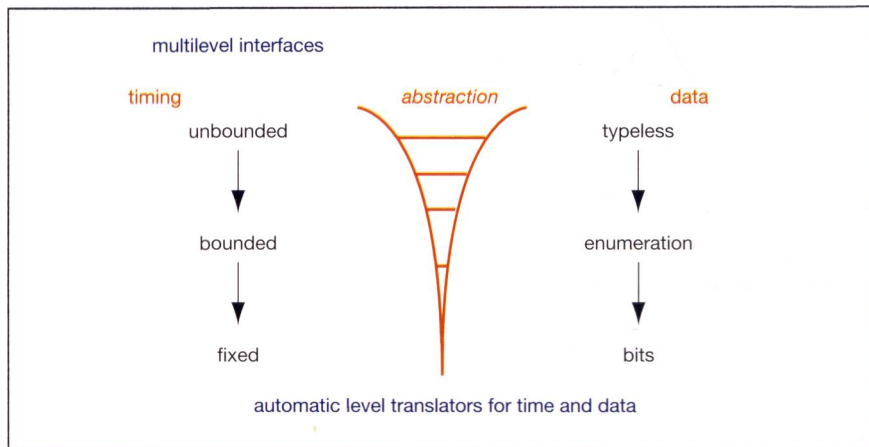 multilevel interfaces
timing abstraction data
unbounded typeless
bounded enumeration
fixed bits
automatic level translators for time and data